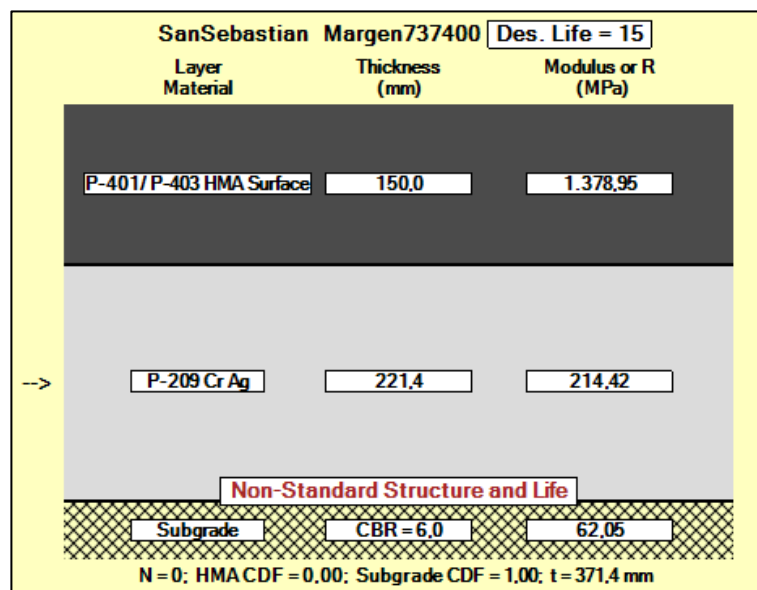 SanSebastian Margen737400 Des. Life = 15
Layer Material Thickness (mm) Modulus or R (MPa)
P-401/ P-403 HMA Surface 150,0 1.378,95
--> P-209 Cr Ag 221,4 214,42
Non-Standard Structure and Life
Subgrade CBR = 6,0 62,05
N = 0; HMA CDF = 0,00; Subgrade CDF = 1,00; t = 371,4 mm